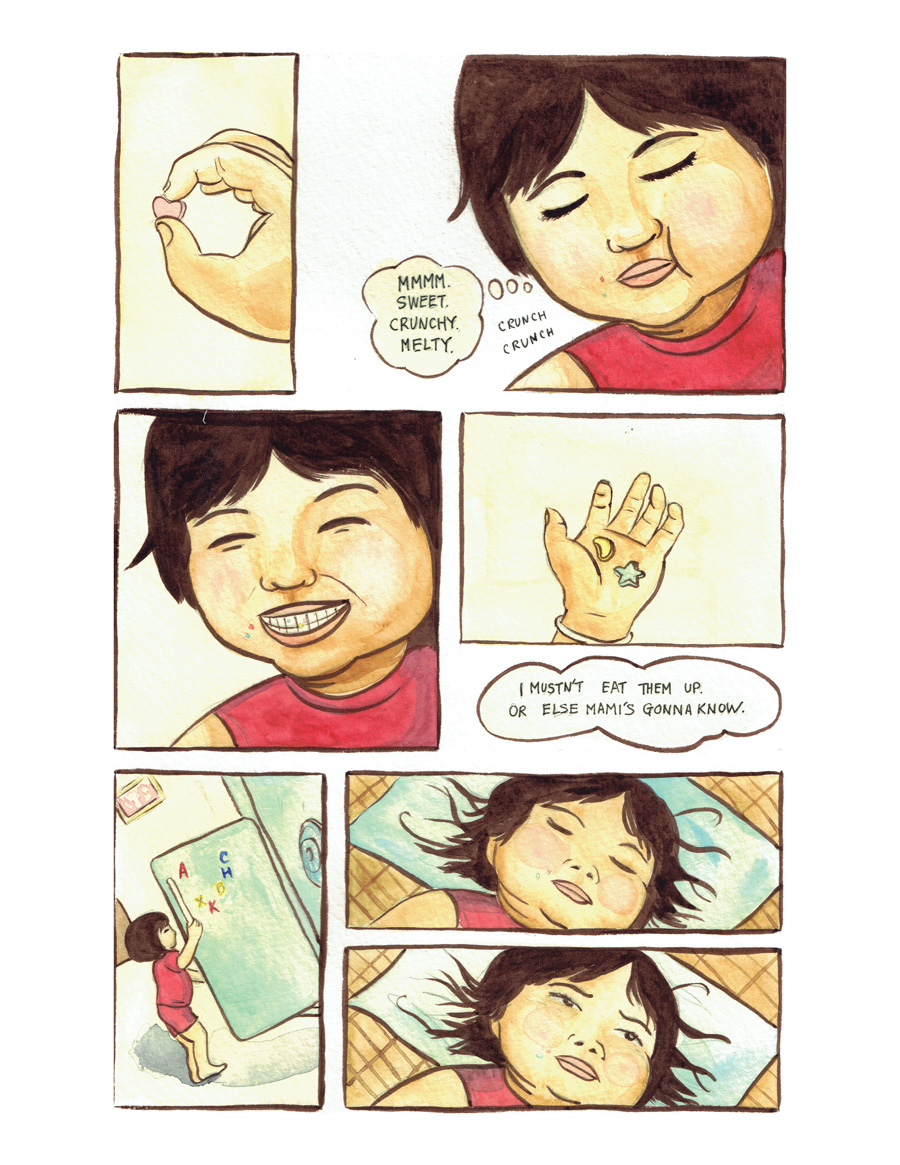 MMMM.
SWEET.
CRUNCHY.
MELTY.
CRUNCH
CRUNCH
I MUSTN'T EAT THEM UP.
OR ELSE MAMI'S GONNA KNOW.
A
C
H
B
X
K